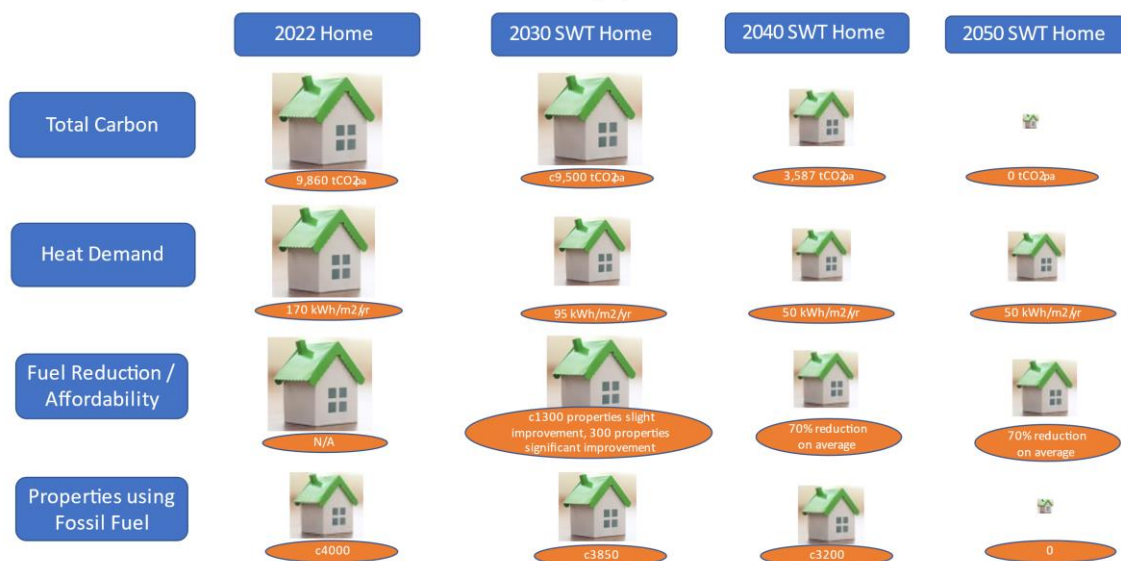 2022 Home
2030 SWT Home
2040 SWT Home
2050 SWT Home
Total Carbon
9,860 tCO2pa
c9,500 tCO2pa
3,587 tCO2pa
0 tCO2pa
Heat Demand
170 kWh/m2/yr
95 kWh/m2/yr
50 kWh/m2/yr
50 kWh/m2/yr
Fuel Reduction /
Affordability
N/A
c1300 properties slight
improvement, 300 properties
significant improvement
70% reduction
on average
70% reduction
on average
Properties using
Fossil Fuel
c4000
c3850
c3200
0